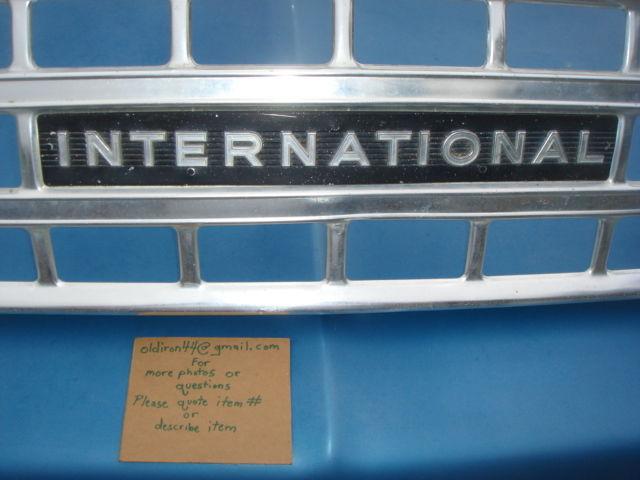 INTERNATIONAL
oldiron44@gmail.com
For
more photos or
questions
Please quote item #
or
describe item